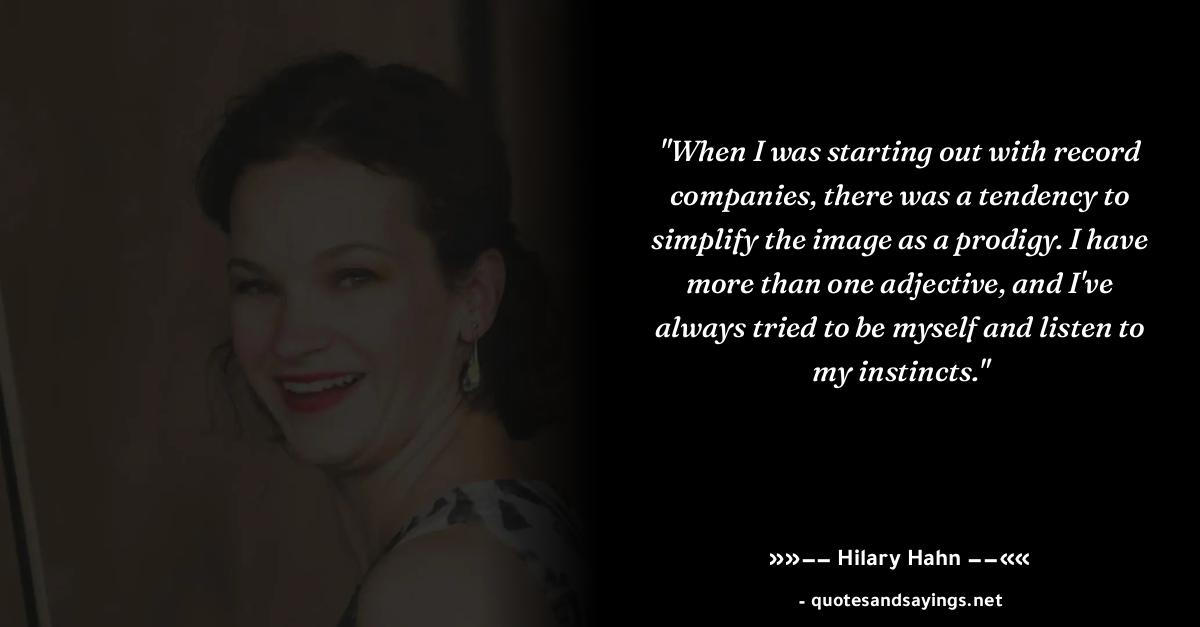 "When I was starting out with record
companies, there was a tendency to
simplify the image as a prodigy. I have
more than one adjective, and I've
always tried to be myself and listen to
my instincts."
»»−− Hilary Hahn −−««
- quotesandsayings.net